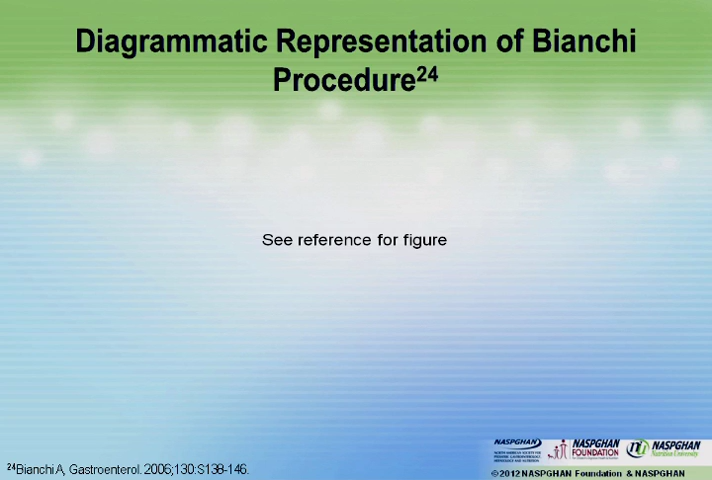 Diagrammatic Representation of Bianchi
Procedure24
See reference for figure
NASPGHAN
NASPGHAN
FOUNDATION
NASPGHAN
Nutrition University
24Bianchi A, Gastroenterol. 2006;130:S138-146.
©2012 NASPGHAN Foundation & NASPGHAN